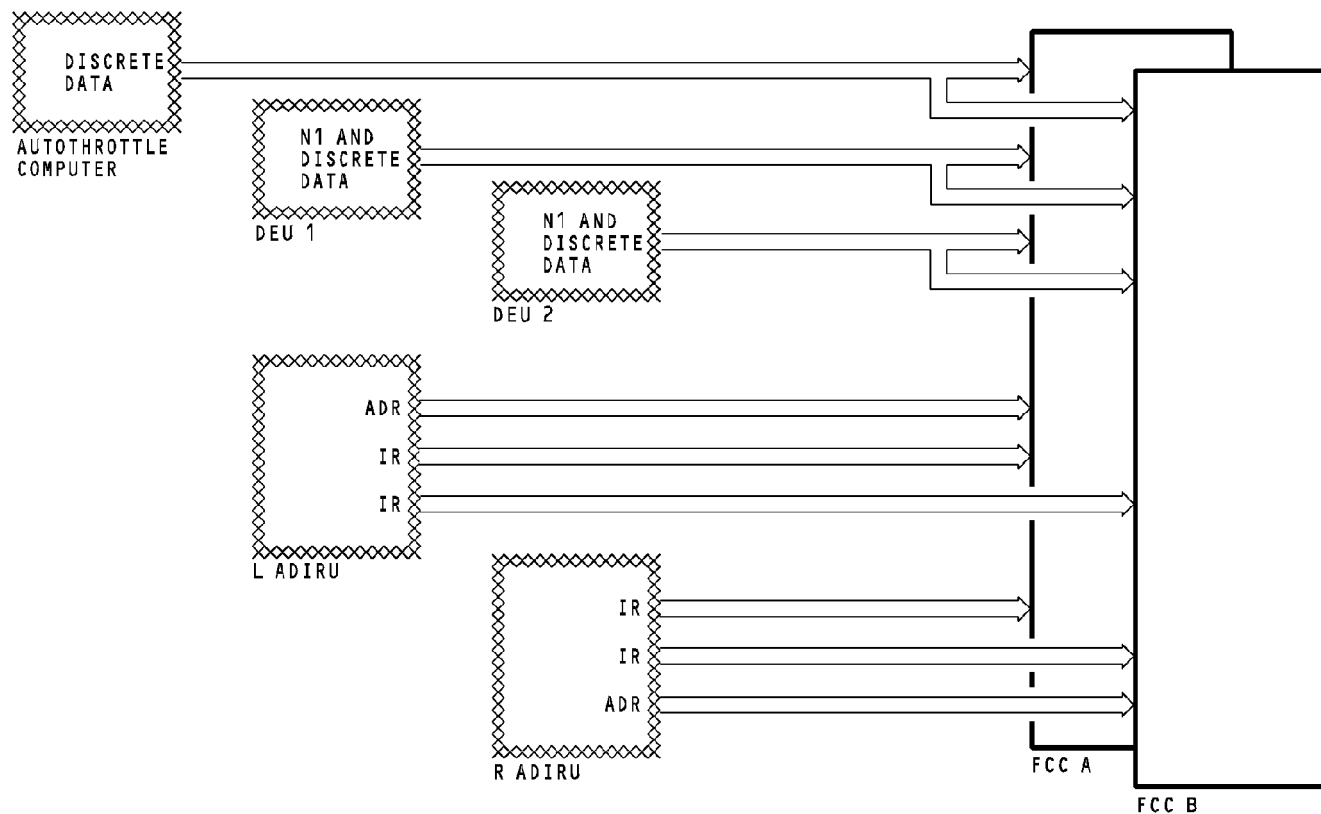 DISCRETE
DATA
AUTOTHROTTLE
COMPUTER
N1 AND
DISCRETE
DATA
DEU 1
N1 AND
DISCRETE
DATA
DEU 2
ADR
IR
IR
L ADIRU
IR
IR
ADR
R ADIRU
FCC A
FCC B